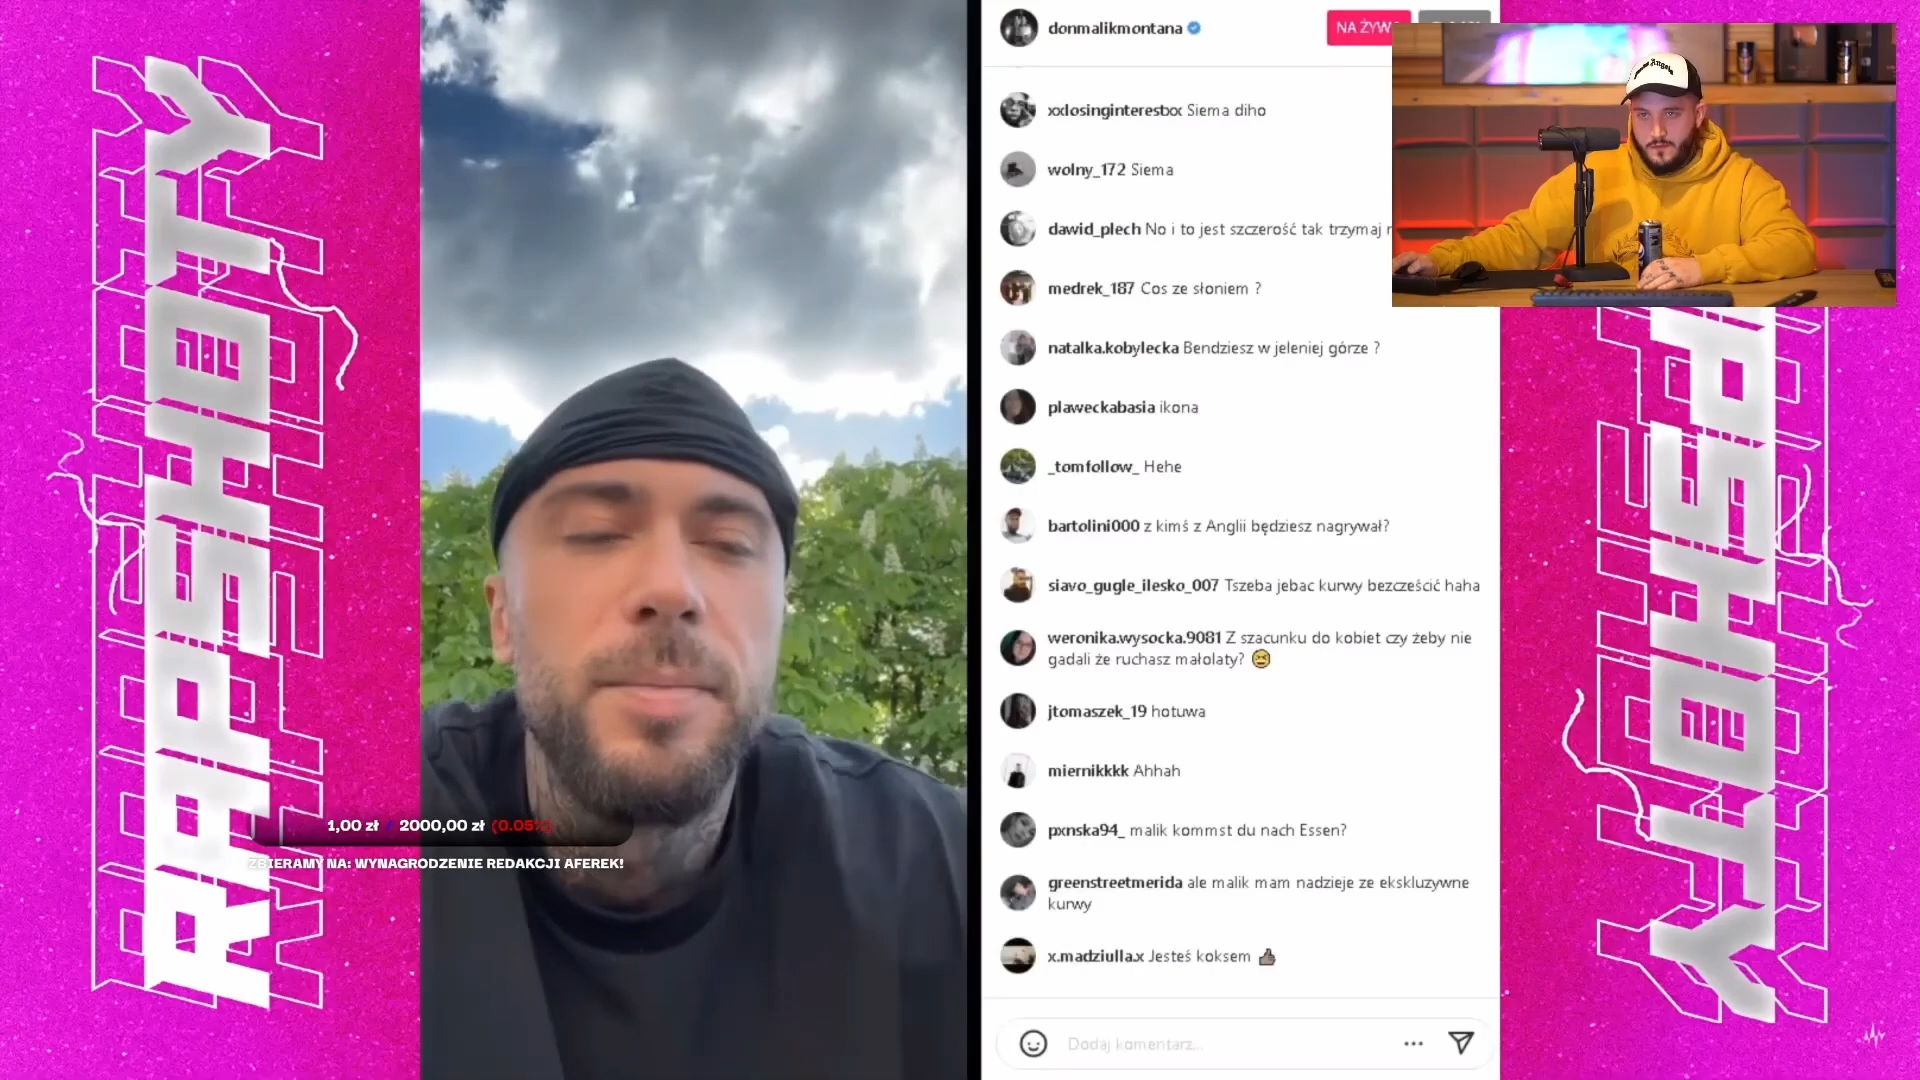 RAPSHOTY
donmalikmontana
NA ŻYW
xxlosinginterestxx Siema diho
wolny_172 Siema
dawid_plech No i to jest szczerość tak trzymaj
medrek_187 Cos ze słoniem ?
natalka.kobylecka Bendziesz w jeleniej górze ?
plaweckabasia ikona
_tomfollow_ Hehe
bartolini000 z kimś z Anglii będziesz nagrywał?
siavo_gugle_ilesko_007 Tszeba jebac kurwy bezcześcić haha
weronika.wysocka.9081 Z szacunku do kobiet czy żeby nie
gadali że ruchasz małolaty? 😆
jtomaszek_19 hotuwa
miernikkkk Ahhah
pxnska94_ malik kommst du nach Essen?
greenstreetmerida ale malik mam nadzieje ze ekskluzywne
kurwy
x.madziulla.x Jesteś koksem 👍
Dodaj komentarz...
1,00 zł / 2000,00 zł (0.05%)
ZBIERAMY NA: WYNAGRODZENIE REDAKCJI AFEREK!
PSHOTY